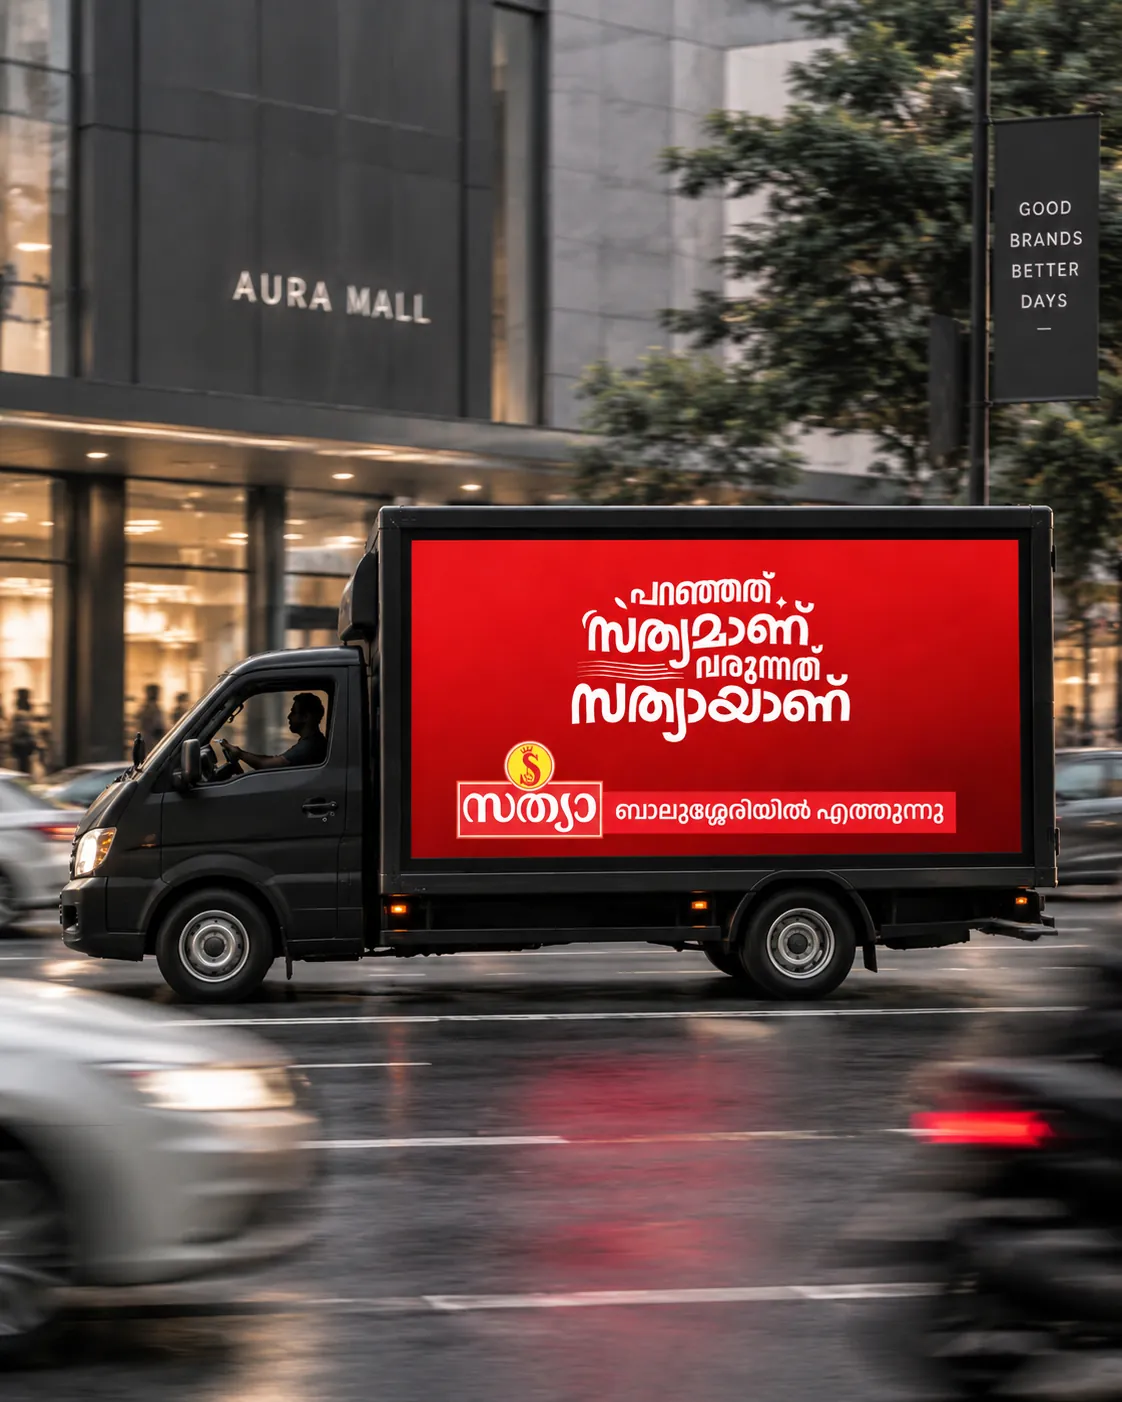 AURA MALL
GOOD
BRANDS
BETTER
DAYS
പറഞ്ഞത്
സത്യമാണ്
വരുന്നത്
സത്യായാണ്
S
സത്യാ
ബാലുശ്ശേരിയിൽ എത്തുന്നു